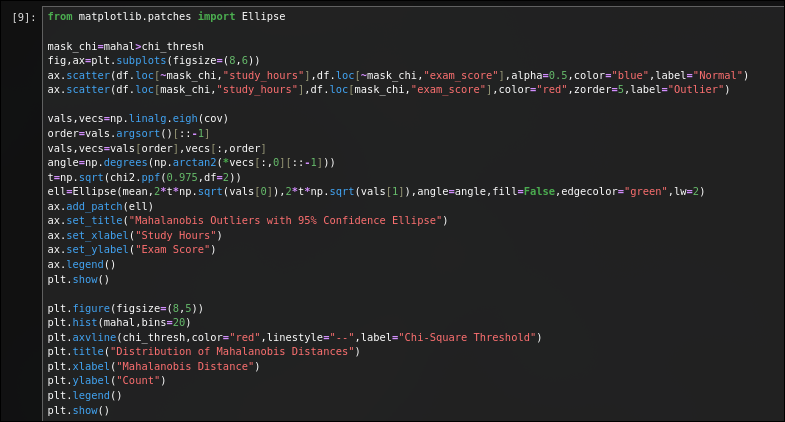 [9]: from matplotlib.patches import Ellipse
mask_chi=mahal>chi_thresh
fig,ax=plt.subplots(figsize=(8,6))
ax.scatter(df.loc[~mask_chi,"study_hours"],df.loc[~mask_chi,"exam_score"],alpha=0.5,color="blue",label="Normal")
ax.scatter(df.loc[mask_chi,"study_hours"],df.loc[mask_chi,"exam_score"],color="red",zorder=5,label="Outlier")
vals,vecs=np.linalg.eigh(cov)
order=vals.argsort()[::-1]
vals,vecs=vals[order],vecs[:,order]
angle=np.degrees(np.arctan2(*vecs[:,0][::-1]))
t=np.sqrt(chi2.ppf(0.975,df=2))
ell=Ellipse(mean,2*t*np.sqrt(vals[0]),2*t*np.sqrt(vals[1]),angle=angle,fill=False,edgecolor="green",lw=2)
ax.add_patch(ell)
ax.set_title("Mahalanobis Outliers with 95% Confidence Ellipse")
ax.set_xlabel("Study Hours")
ax.set_ylabel("Exam Score")
ax.legend()
plt.show()
plt.figure(figsize=(8,5))
plt.hist(mahal,bins=20)
plt.axvline(chi_thresh,color="red",linestyle="--",label="Chi-Square Threshold")
plt.title("Distribution of Mahalanobis Distances")
plt.xlabel("Mahalanobis Distance")
plt.ylabel("Count")
plt.legend()
plt.show()